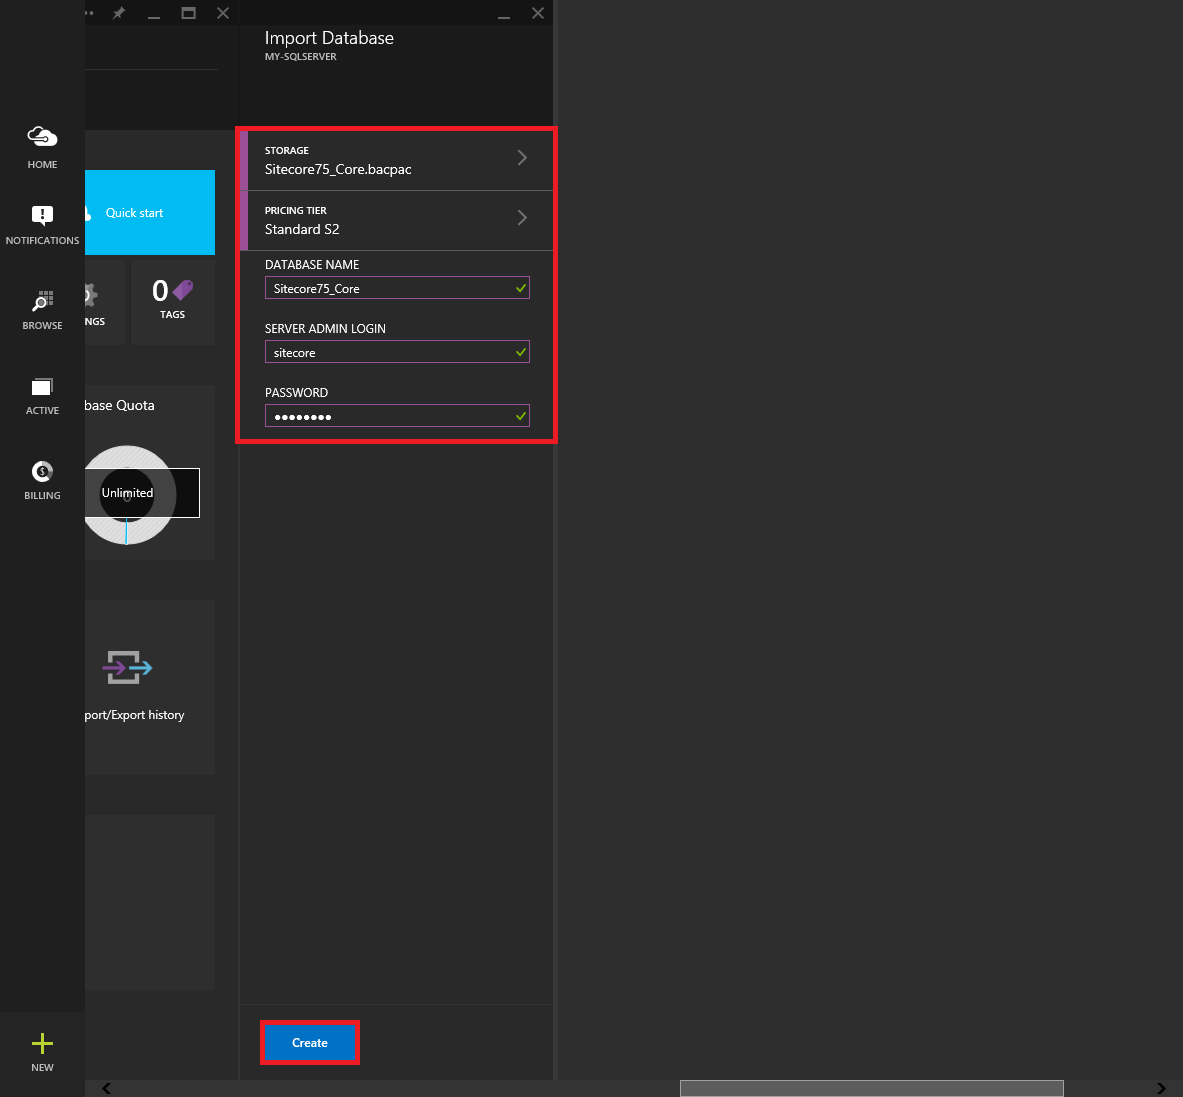 HOME
NOTIFICATIONS
BROWSE
ACTIVE
BILLING
NEW
Quick start
NGS
0
TAGS
base Quota
Unlimited
port/Export history
Import Database
MY-SQLSERVER
STORAGE
Sitecore75_Core.bacpac
PRICING TIER
Standard S2
DATABASE NAME
Sitecore75_Core
SERVER ADMIN LOGIN
sitecore
PASSWORD
••••••••
Create